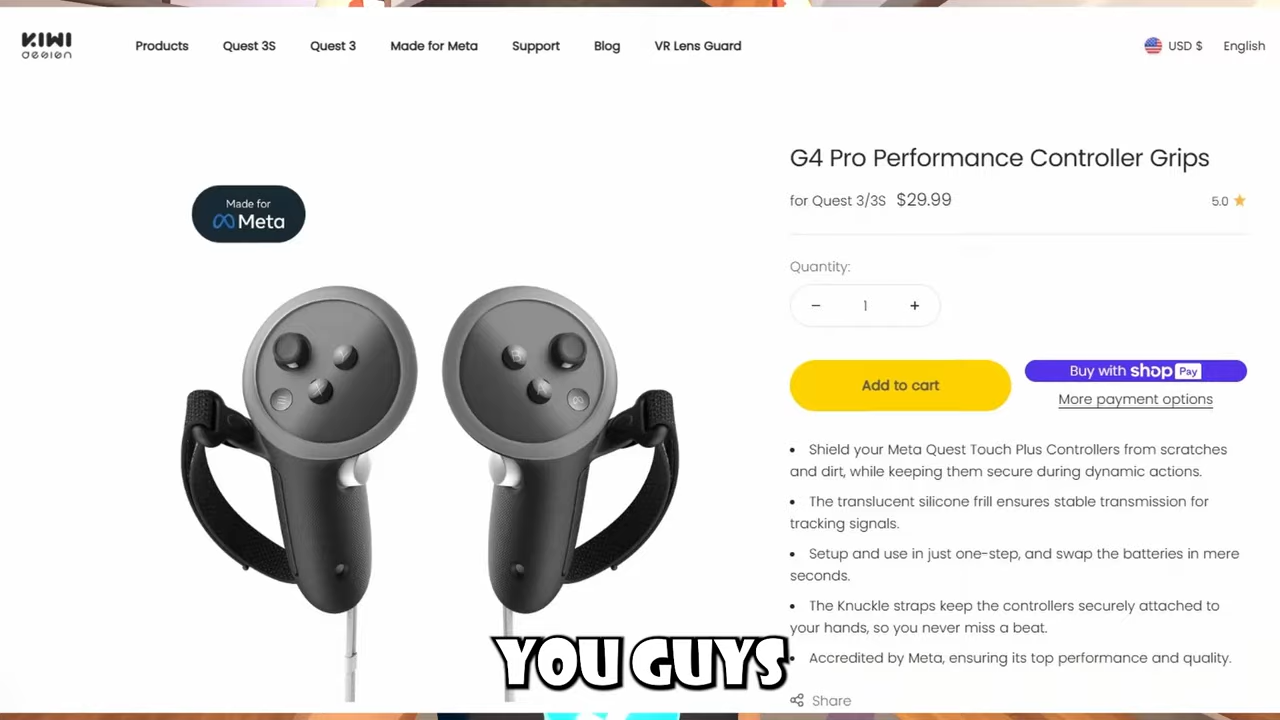 KIWI
design
Products
Quest 3S
Quest 3
Made for Meta
Support
Blog
VR Lens Guard
USD $
English
Made for
Meta
G4 Pro Performance Controller Grips
for Quest 3/3S $29.99
5.0
Quantity:
− 1 +
Add to cart
Buy with shop Pay
More payment options
• Shield your Meta Quest Touch Plus Controllers from scratches
and dirt, while keeping them secure during dynamic actions.
• The translucent silicone frill ensures stable transmission for
tracking signals.
• Setup and use in just one-step, and swap the batteries in mere
seconds.
• The Knuckle straps keep the controllers securely attached to
your hands, so you never miss a beat.
• Accredited by Meta, ensuring its top performance and quality.
Share
Y
B
A
YOU GUYS